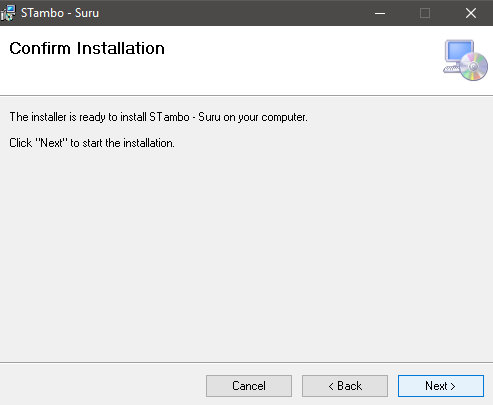 STambo - Suru
Confirm Installation
The installer is ready to install STambo - Suru on your computer.
Click "Next" to start the installation.
Cancel
< Back
Next >